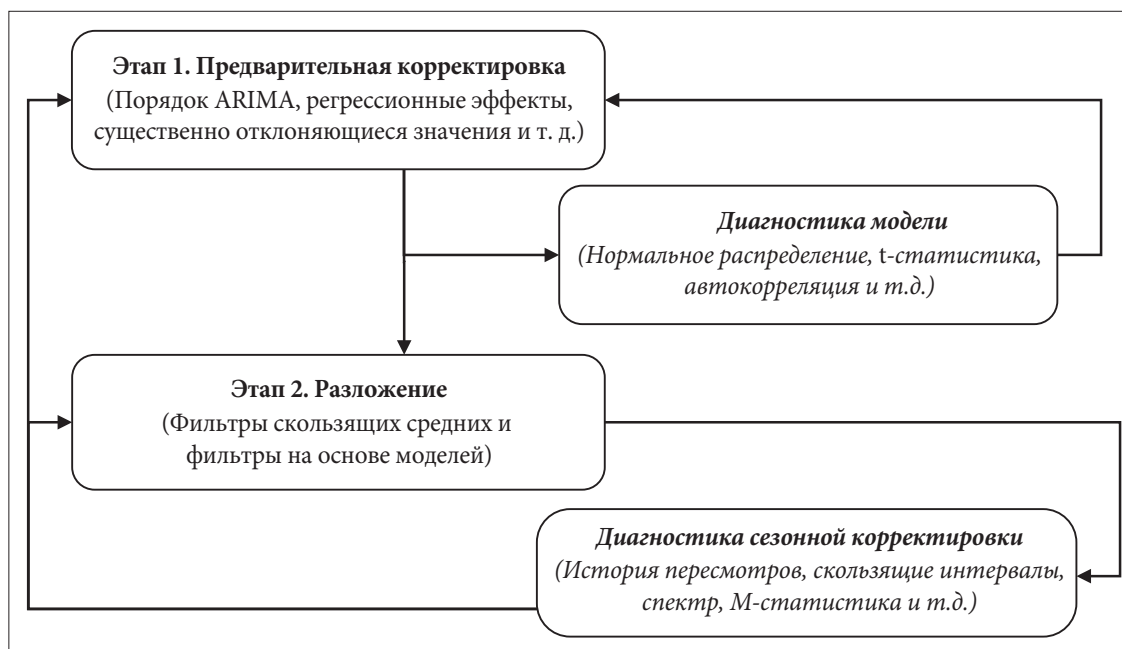 Этап 1. Предварительная корректировка
(Порядок ARIMA, регрессионные эффекты,
существенно отклоняющиеся значения и т. д.)
Диагностика модели
(Нормальное распределение, t-статистика,
автокорреляция и т.д.)
Этап 2. Разложение
(Фильтры скользящих средних и
фильтры на основе моделей)
Диагностика сезонной корректировки
(История пересмотров, скользящие интервалы,
спектр, М-статистика и т.д.)